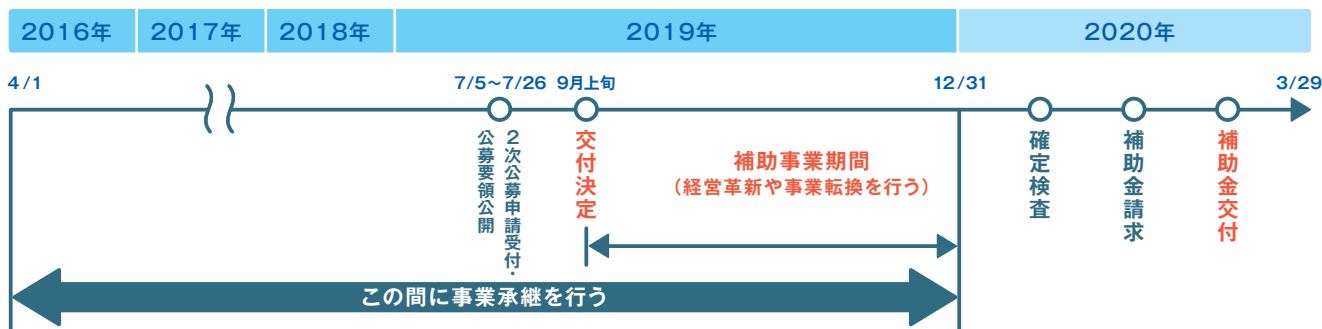 2016年
2017年
2018年
2019年
2020年
4/1
7/5～7/26
9月上旬
12/31
3/29
2次公募申請受付・
公募要領公開
交付決定
補助事業期間
（経営革新や事業転換を行う）
確定検査
補助金請求
補助金交付
この間に事業承継を行う